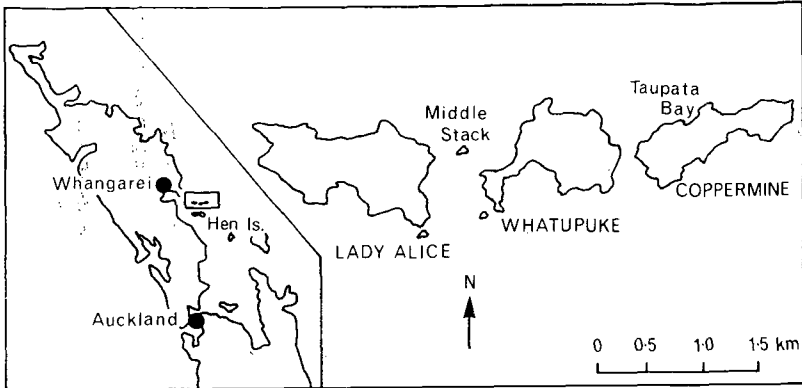 Whangarei
Hen Is.
Auckland
Middle
Stack
Taupata
Bay
COPPERMINE
WHATUPUKE
LADY ALICE
N
0 0·5 1·0 1·5 km